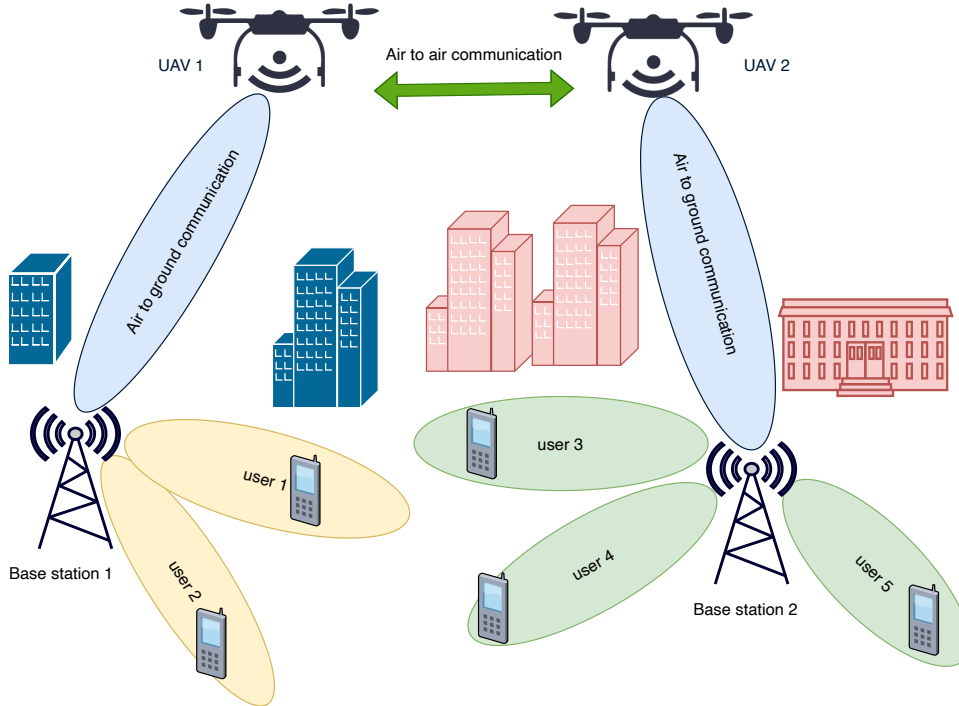 Air to air communication
UAV 1
UAV 2
Air to ground communication
Air to ground communication
user 1
user 2
user 3
user 4
user 5
Base station 1
Base station 2